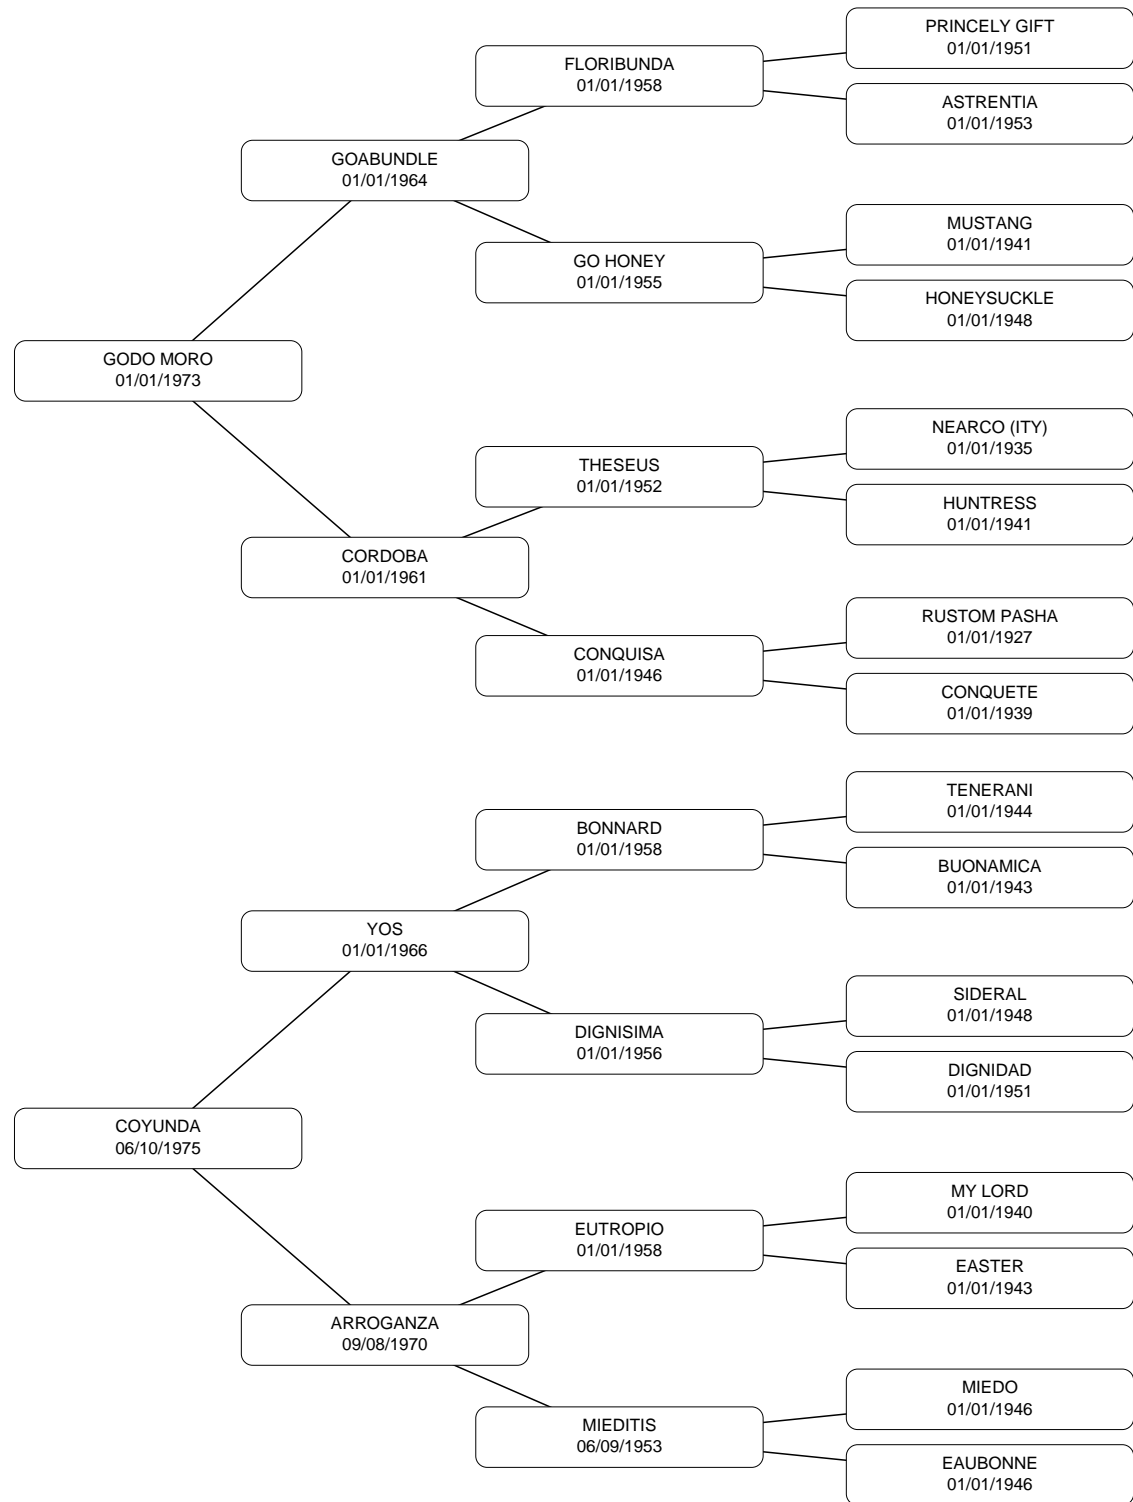 PRINCELY GIFT
01/01/1951
FLORIBUNDA
01/01/1958
ASTRENTIA
01/01/1953
GOABUNDLE
01/01/1964
MUSTANG
01/01/1941
GO HONEY
01/01/1955
HONEYSUCKLE
01/01/1948
GODO MORO
01/01/1973
NEARCO (ITY)
01/01/1935
THESEUS
01/01/1952
HUNTRESS
01/01/1941
CORDOBA
01/01/1961
RUSTOM PASHA
01/01/1927
CONQUISA
01/01/1946
CONQUETE
01/01/1939
TENERANI
01/01/1944
BONNARD
01/01/1958
BUONAMICA
01/01/1943
YOS
01/01/1966
SIDERAL
01/01/1948
DIGNISIMA
01/01/1956
DIGNIDAD
01/01/1951
COYUNDA
06/10/1975
MY LORD
01/01/1940
EUTROPIO
01/01/1958
EASTER
01/01/1943
ARROGANZA
09/08/1970
MIEDO
01/01/1946
MIEDITIS
06/09/1953
EAUBONNE
01/01/1946